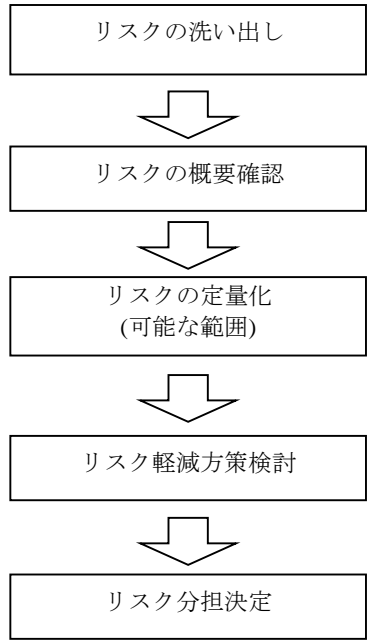 リスクの洗い出し
リスクの概要確認
リスクの定量化
(可能な範囲)
リスク軽減方策検討
リスク分担決定